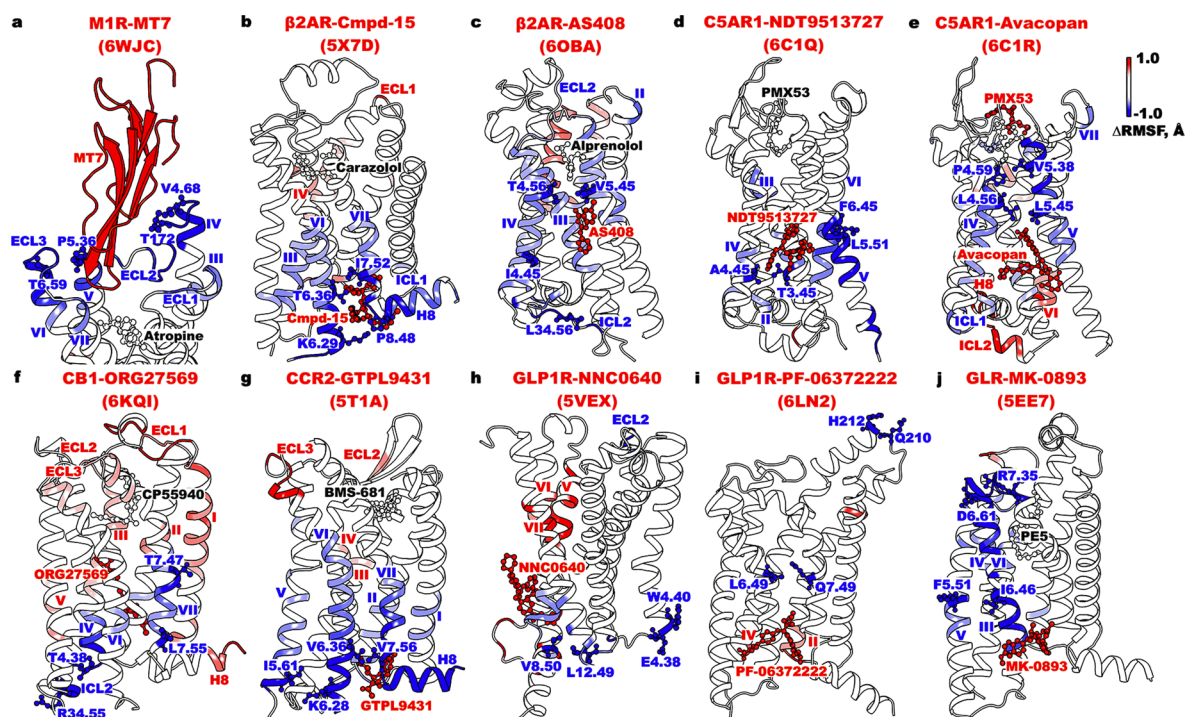 a
M1R-MT7
(6WJC)
MT7
V4.68
ECL3
P5.36
IV
T172
T6.59
ECL2
III
V
ECL1
VI
VII
Atropine
b
β2AR-Cmpd-15
(5X7D)
ECL1
Carazolol
IV
VI
VII
III
I7.52
ICL1
T6.36
Cmpd-15
H8
K6.29
P8.48
c
β2AR-AS408
(6OBA)
ECL2
II
Alprenolol
T4.56
V5.45
III
IV
AS408
I4.45
L34.56
ICL2
d
C5AR1-NDT9513727
(6C1Q)
PMX53
III
VI
F6.45
NDT9513727
L5.51
IV
A4.45
V
T3.45
II
e
C5AR1-Avacopan
(6C1R)
PMX53
VII
P4.59
V5.38
L4.56
L5.45
IV
V
Avacopan
H8
VI
ICL1
ICL2
1.0
-1.0
ΔRMSF, Å
f
CB1-ORG27569
(6KQI)
ECL1
ECL2
ECL3
CP55940
I
III
II
T7.47
ORG27569
V
VII
IV
VI
L7.55
T4.38
H8
ICL2
R34.55
g
CCR2-GTPL9431
(5T1A)
ECL3
ECL2
BMS-681
VI
IV
III
VII
V
II
I
V6.36
V7.56
I5.61
H8
K6.28
GTPL9431
h
GLP1R-NNC0640
(5VEX)
ECL2
VI
V
VII
NNC0640
W4.40
V8.50
E4.38
L12.49
i
GLP1R-PF-06372222
(6LN2)
H212
Q210
L6.49
Q7.49
IV
II
PF-06372222
j
GLR-MK-0893
(5EE7)
R7.35
D6.61
PE5
IV
VI
F5.51
I6.46
III
V
MK-0893